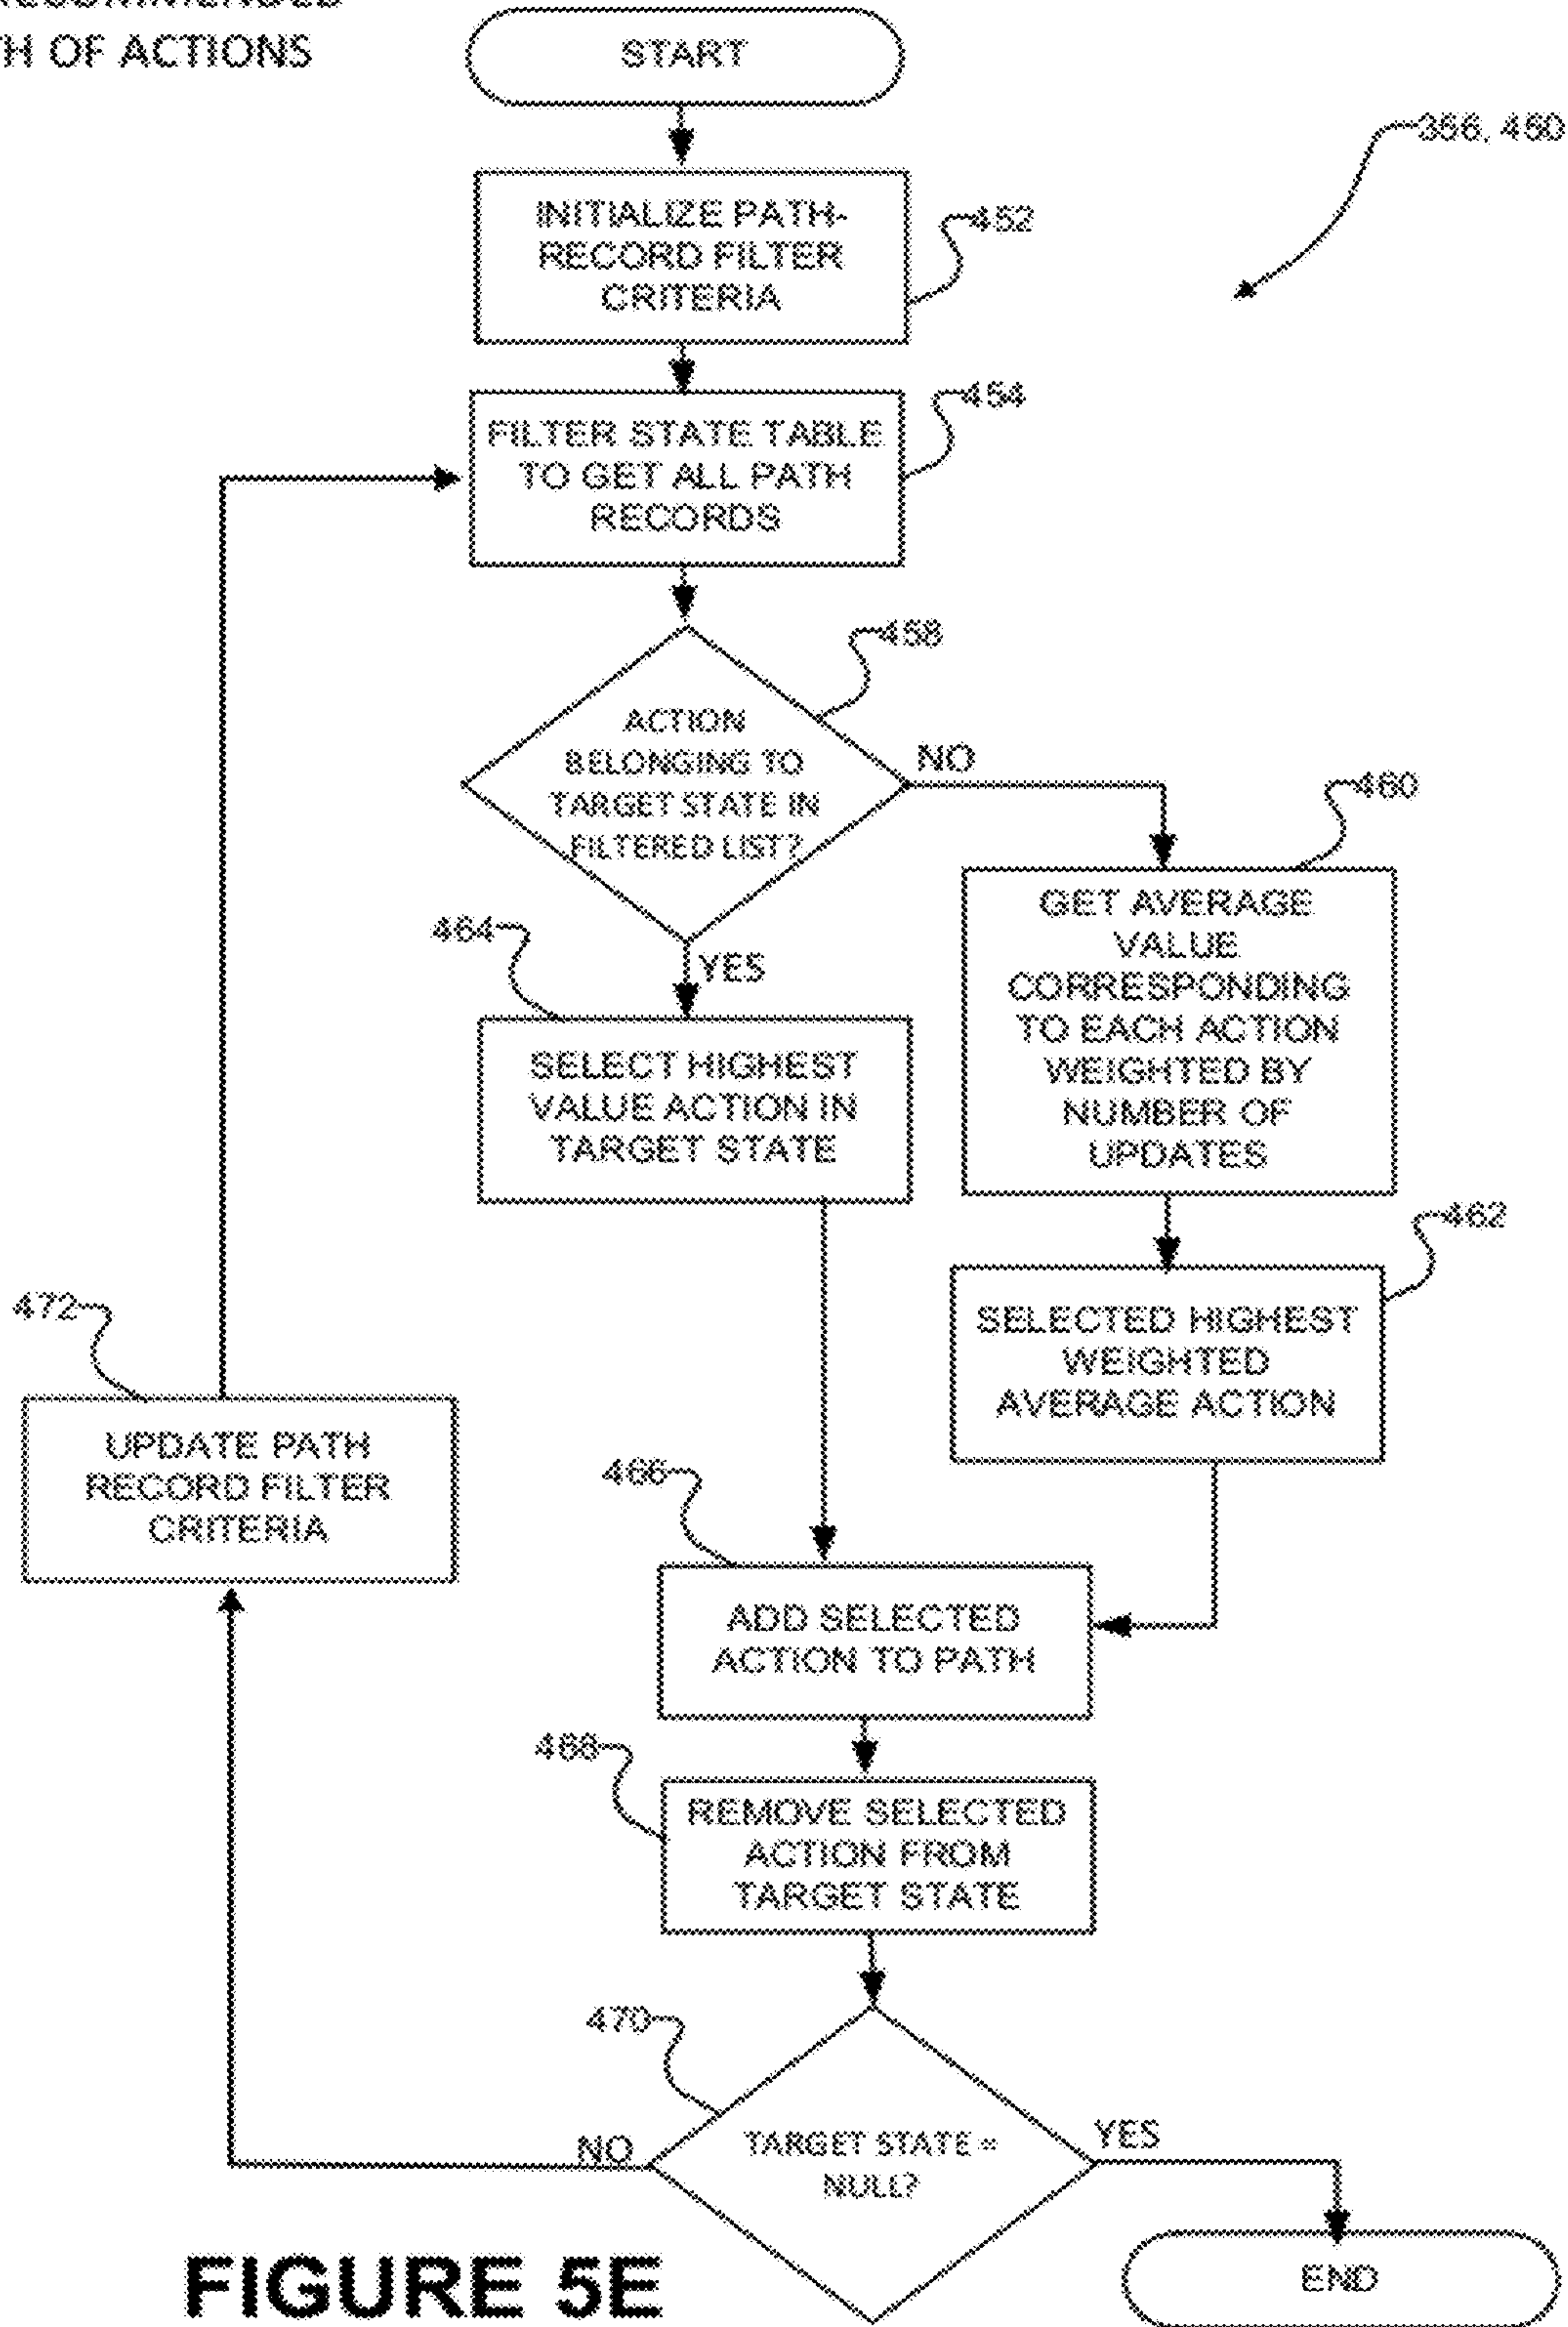 TH OF ACTIONS
START
356, 450
INITIALIZE PATH-
RECORD FILTER
CRITERIA
452
FILTER STATE TABLE
TO GET ALL PATH
RECORDS
454
ACTION
BELONGING TO
TARGET STATE IN
FILTERED LIST?
458
NO
YES
460
GET AVERAGE
VALUE
CORRESPONDING
TO EACH ACTION
WEIGHTED BY
NUMBER OF
UPDATES
464
SELECT HIGHEST
VALUE ACTION IN
TARGET STATE
462
SELECTED HIGHEST
WEIGHTED
AVERAGE ACTION
472
UPDATE PATH
RECORD FILTER
CRITERIA
466
ADD SELECTED
ACTION TO PATH
468
REMOVE SELECTED
ACTION FROM
TARGET STATE
470
TARGET STATE =
NULL?
NO
YES
END
FIGURE 5E